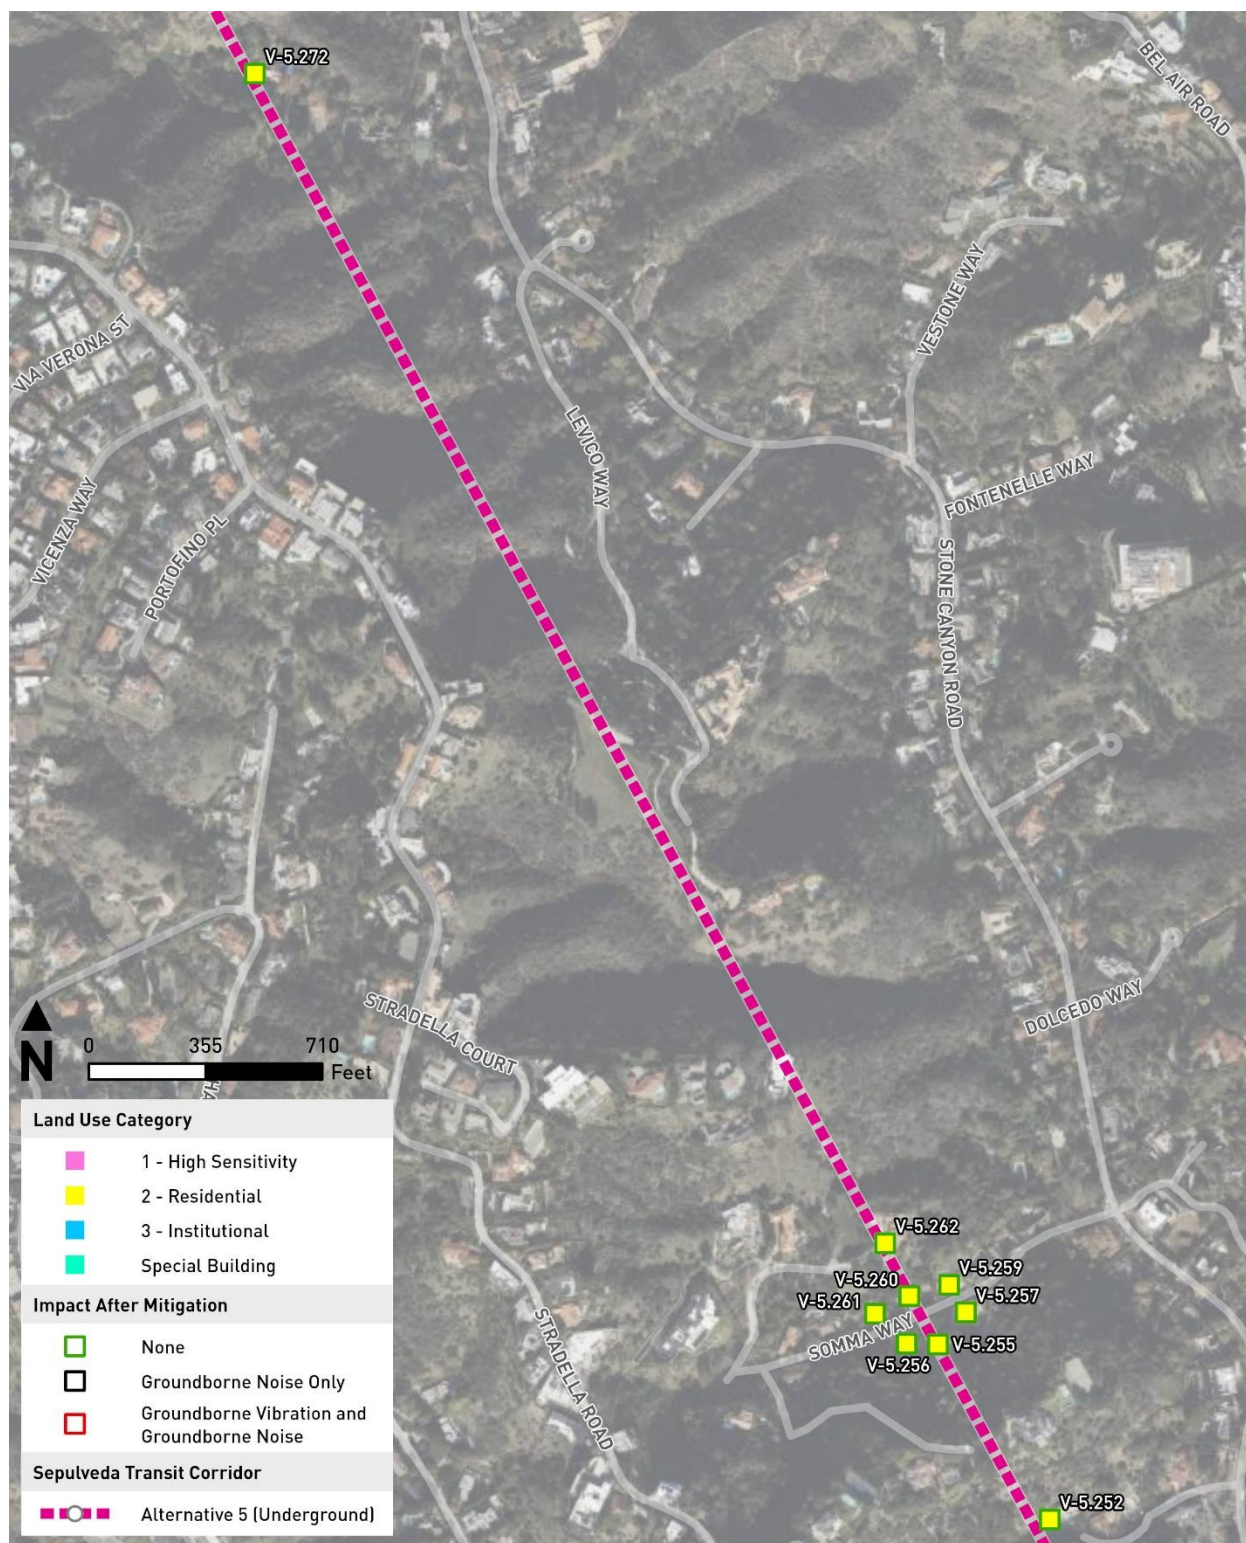 V-5.272
BEL AIR ROAD
VESTONE WAY
VIA VERONA ST
LEVICO WAY
FONTENELLE WAY
VICENZA WAY
PORTOFINO PL
STONE CANYON ROAD
DOLCEDO WAY
STRADELLA COURT
N
0 355 710
Feet
Land Use Category
1 - High Sensitivity
2 - Residential
3 - Institutional
Special Building
Impact After Mitigation
None
Groundborne Noise Only
Groundborne Vibration and
Groundborne Noise
Sepulveda Transit Corridor
Alternative 5 (Underground)
V-5.262
V-5.259
V-5.260
V-5.261
V-5.257
SOMMA WAY
V-5.255
V-5.256
STRADELLA ROAD
V-5.252